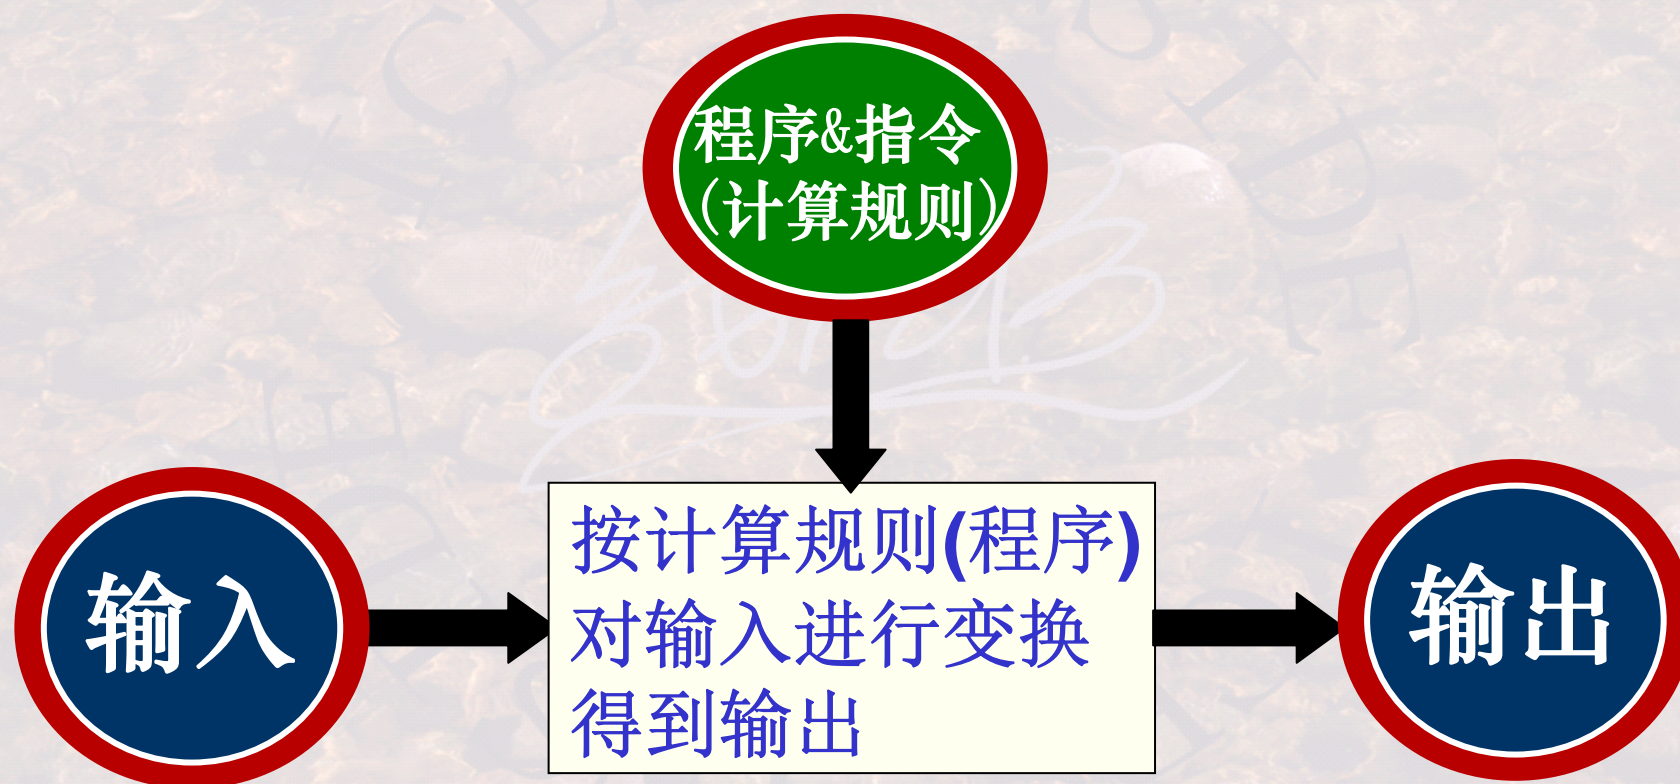 程序&指令
(计算规则)
输入
按计算规则(程序)
对输入进行变换
得到输出
输出